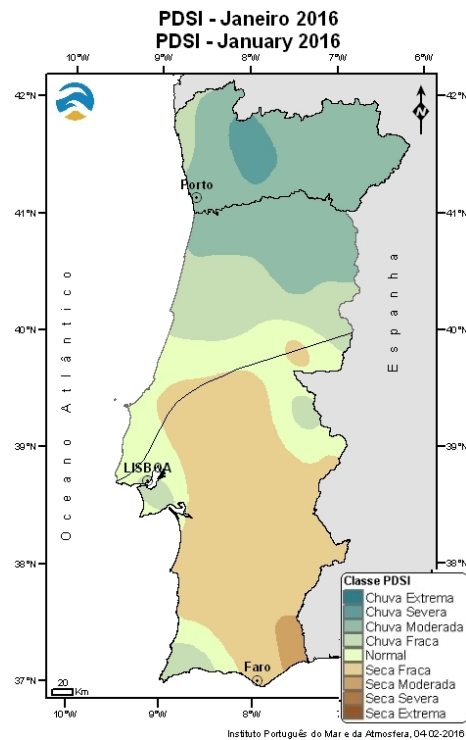 PDSI - Janeiro 2016
PDSI - January 2016
10°W 9°W 8°W 7°W 6°W
42°N 42°N
Porto
41°N 41°N
Oceano Atlântico
Espanha
40°N 40°N
39°N 39°N
LISBOA
38°N 38°N
Classe PDSI
Chuva Extrema
Chuva Severa
Chuva Moderada
Chuva Fraca
Normal
Seca Fraca
Seca Moderada
Seca Severa
Seca Extrema
Faro
37°N 37°N
20
Km
N
10°W 9°W 8°W 7°W 6°W
Instituto Português do Mar e da Atmosfera, 04-02-2016